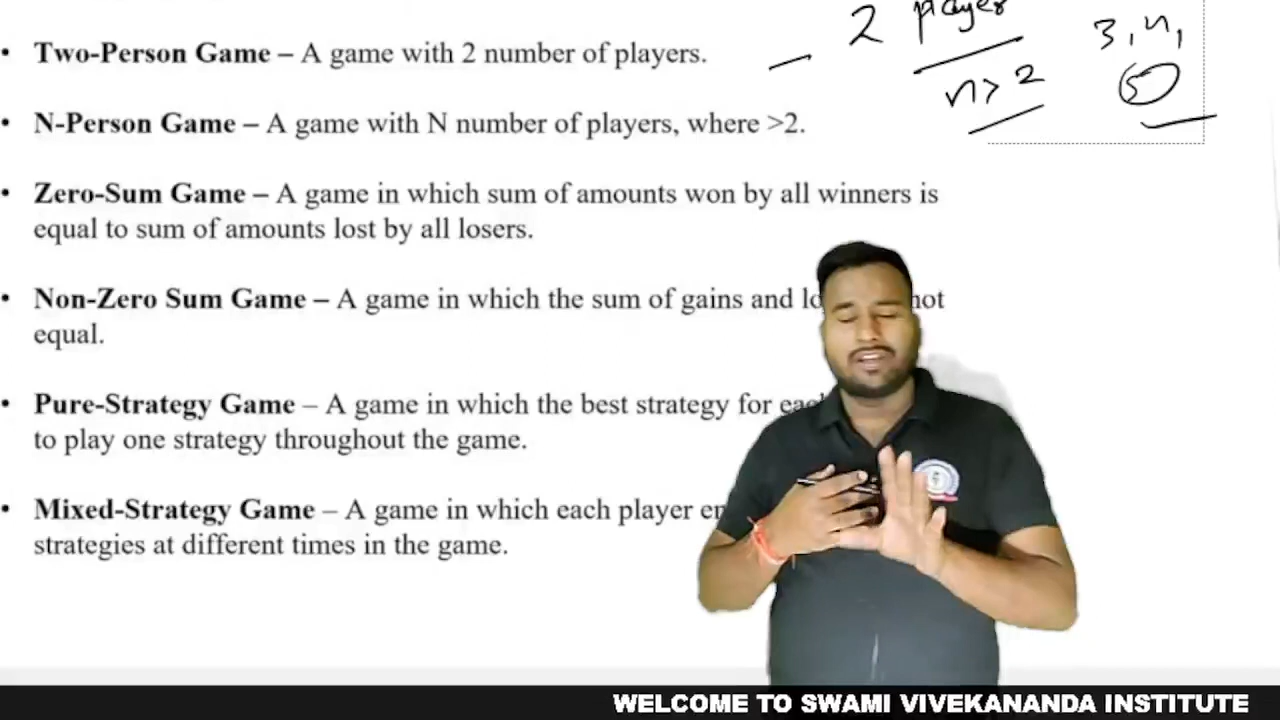 2 player
3, 4,
• Two-Person Game – A game with 2 number of players.
n > 2
5
• N-Person Game – A game with N number of players, where >2.
• Zero-Sum Game – A game in which sum of amounts won by all winners is
equal to sum of amounts lost by all losers.
• Non-Zero Sum Game – A game in which the sum of gains and lo not
equal.
• Pure-Strategy Game – A game in which the best strategy for each
to play one strategy throughout the game.
• Mixed-Strategy Game – A game in which each player
strategies at different times in the game.
WELCOME TO SWAMI VIVEKANANDA INSTITUTE